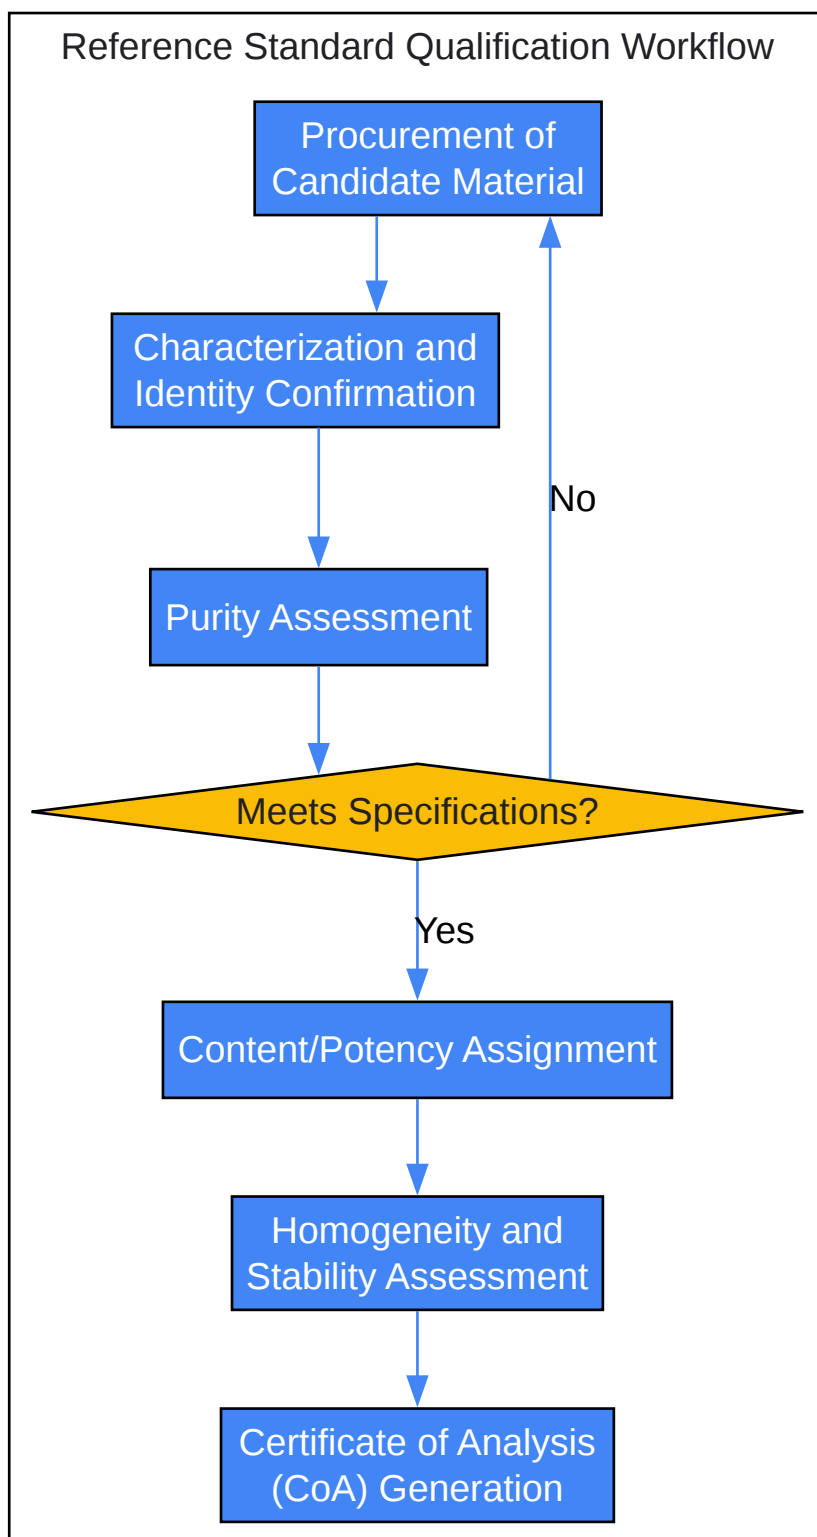 Reference Standard Qualification Workflow
Procurement of
Candidate Material
Characterization and
Identity Confirmation
No
Purity Assessment
Meets Specifications?
Yes
Content/Potency Assignment
Homogeneity and
Stability Assessment
Certificate of Analysis
(CoA) Generation